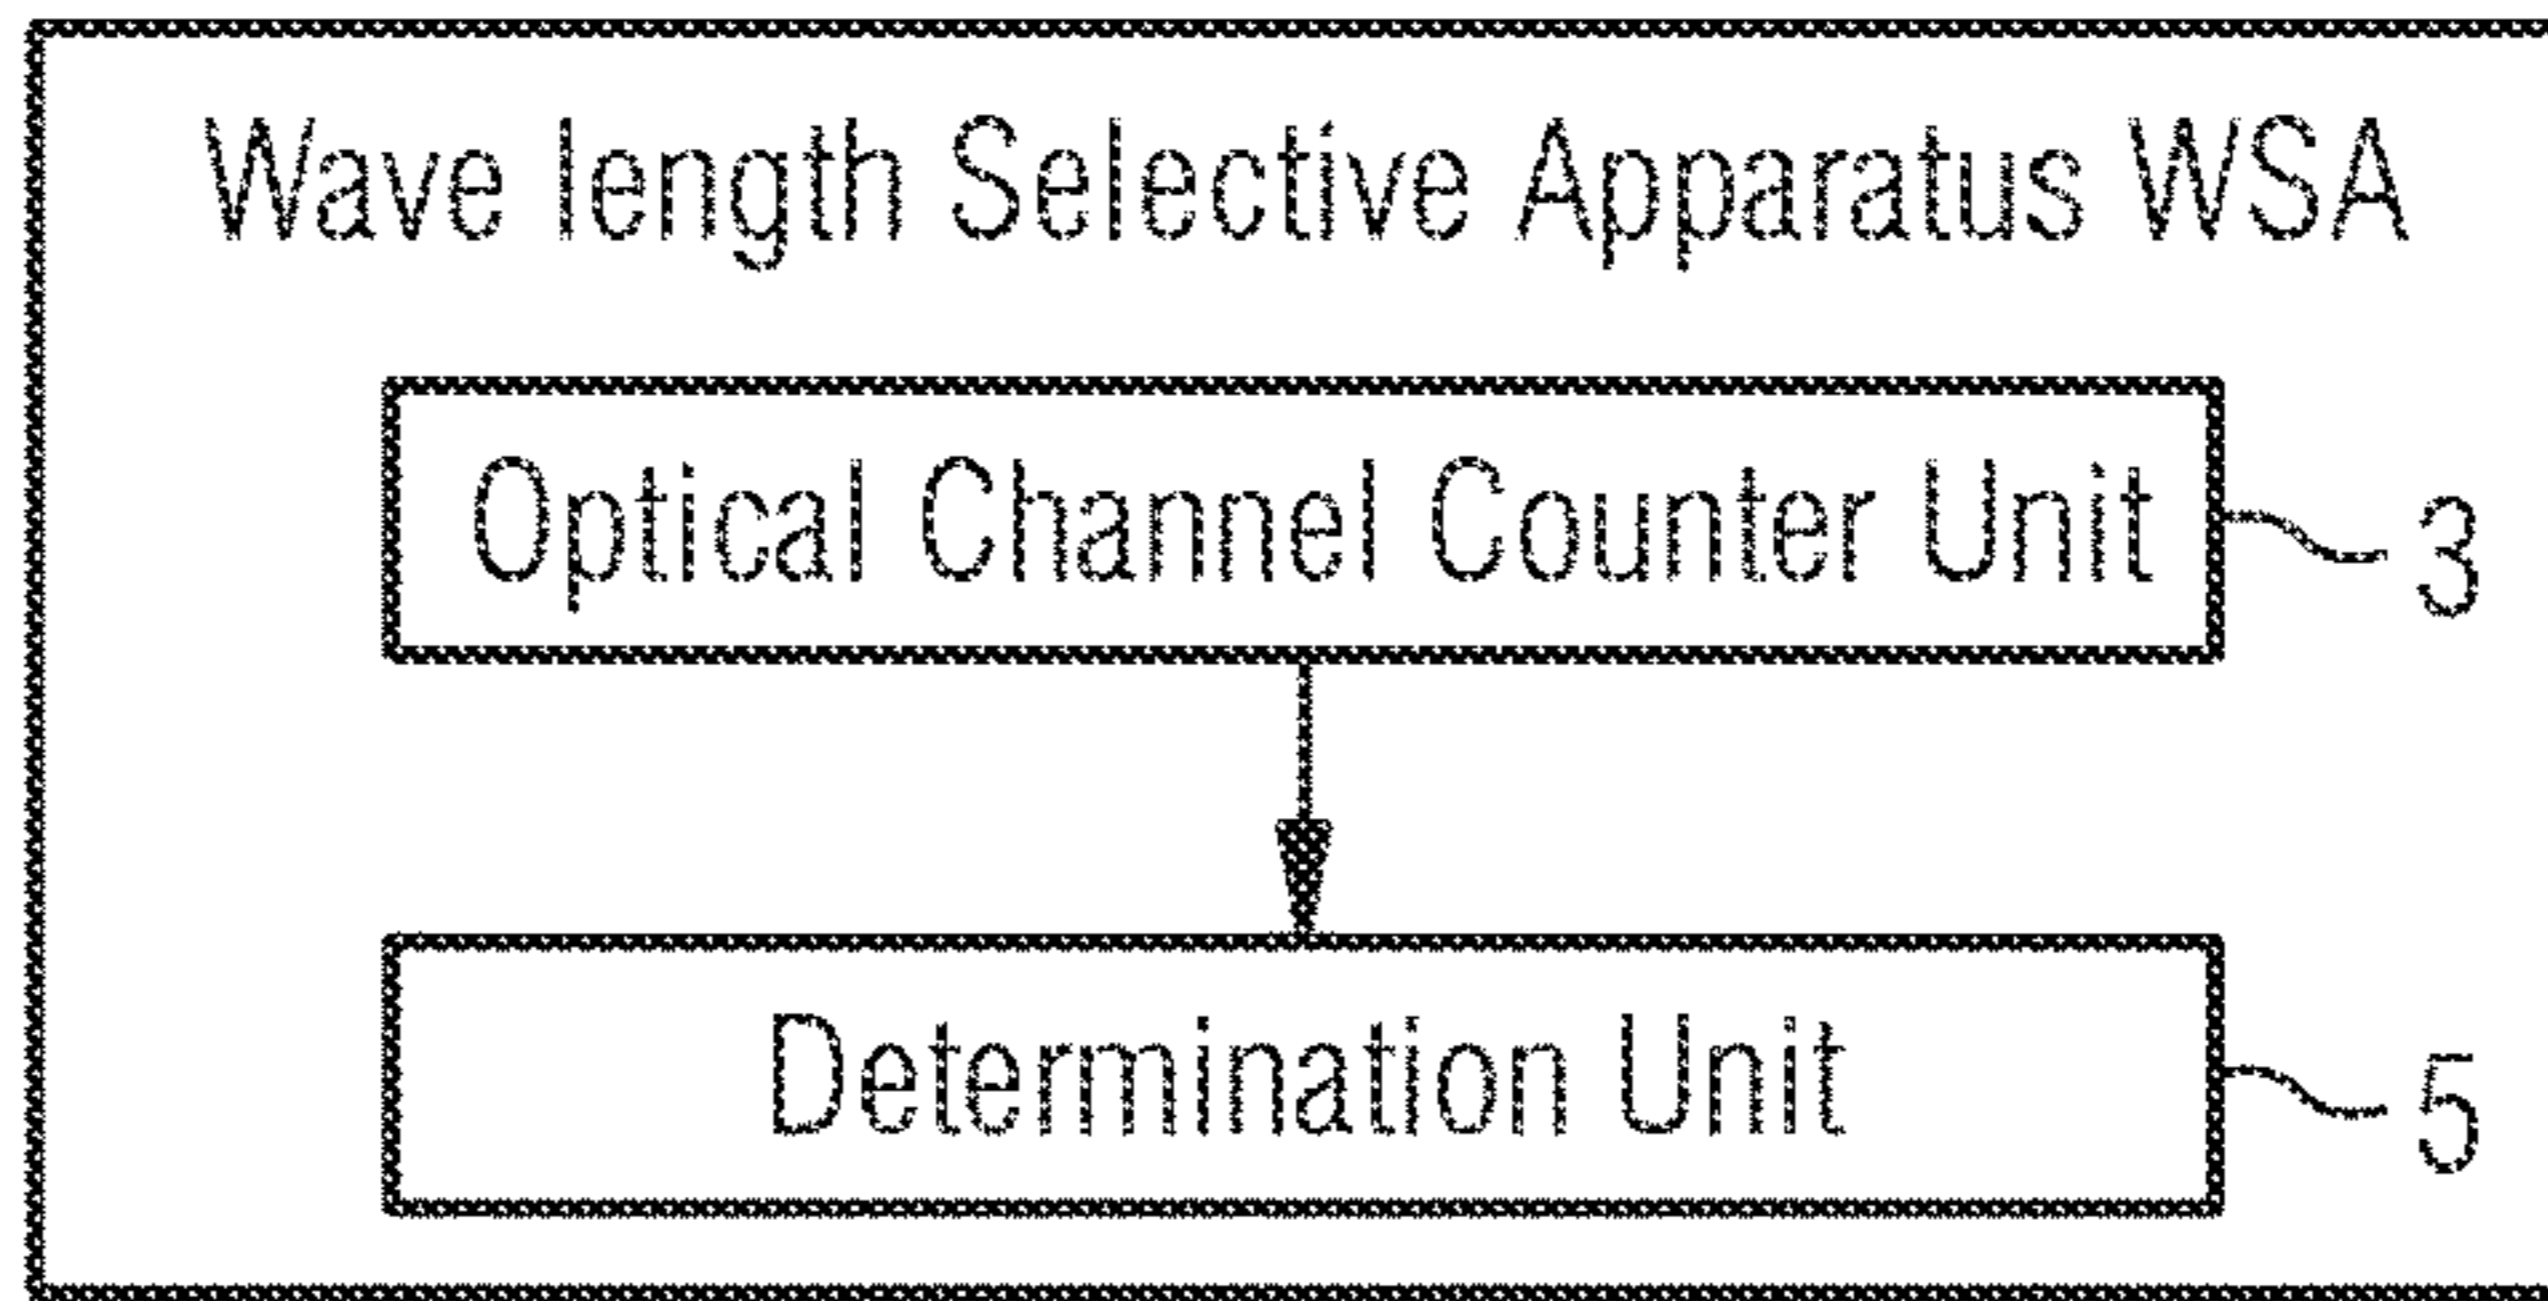 Wave length Selective Apparatus WSA
Optical Channel Counter Unit
3
Determination Unit
5